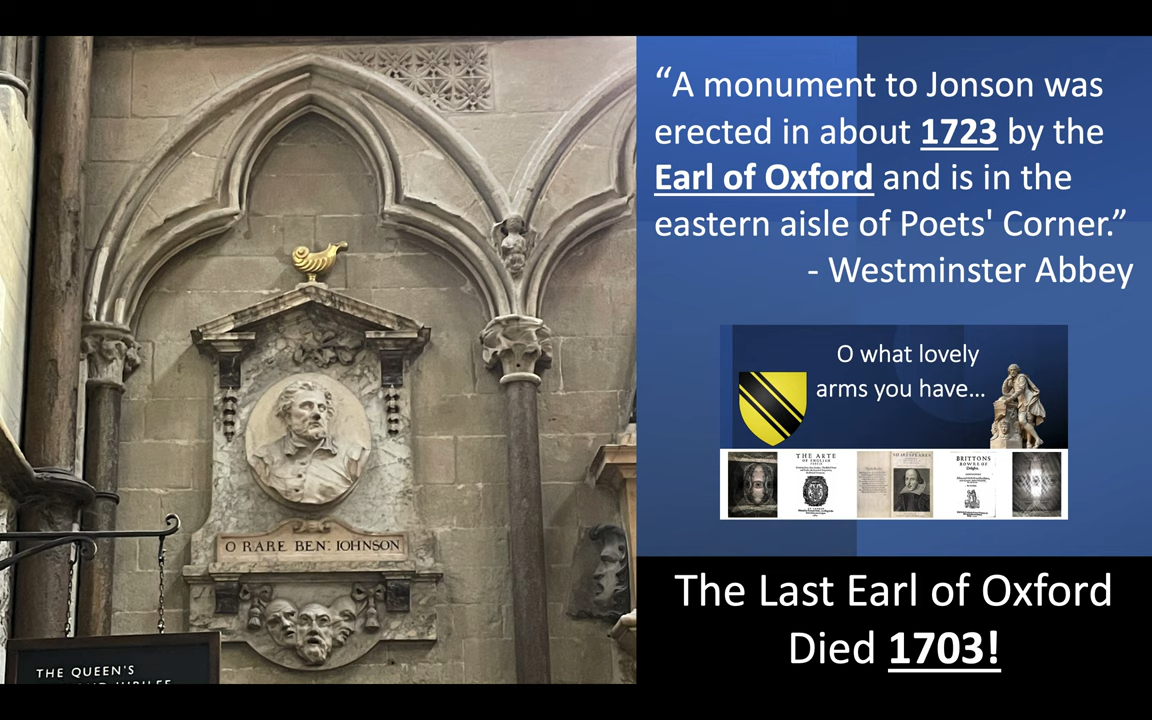 “A monument to Jonson was
erected in about 1723 by the
Earl of Oxford and is in the
eastern aisle of Poets' Corner.”
- Westminster Abbey
O what lovely
arms you have...
THE ARTE
OF ENGLISH
SHAKESPEARES
BRITTONS
BOWRE OF
O RARE BEN: IOHNSON
THE QUEEN'S
The Last Earl of Oxford
Died 1703!